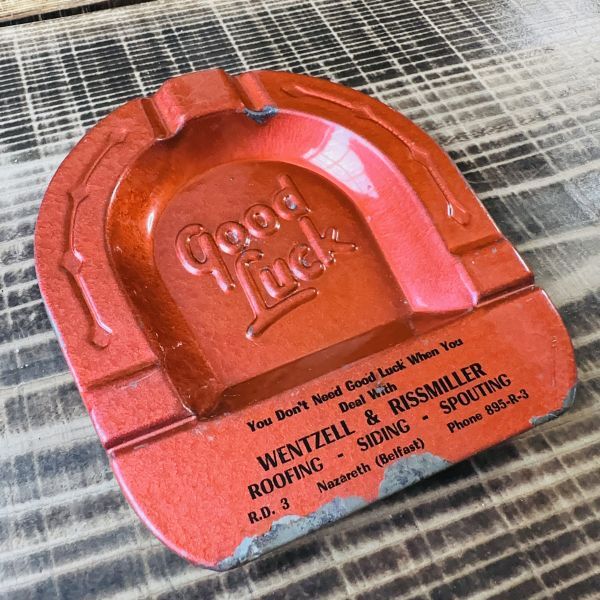 Good
Luck
You Don't Need Good Luck When You
Deal With
WENTZELL & RISSMILLER
ROOFING - SIDING - SPOUTING
R.D. 3 Nazareth (Belfast) Phone 895-R-3